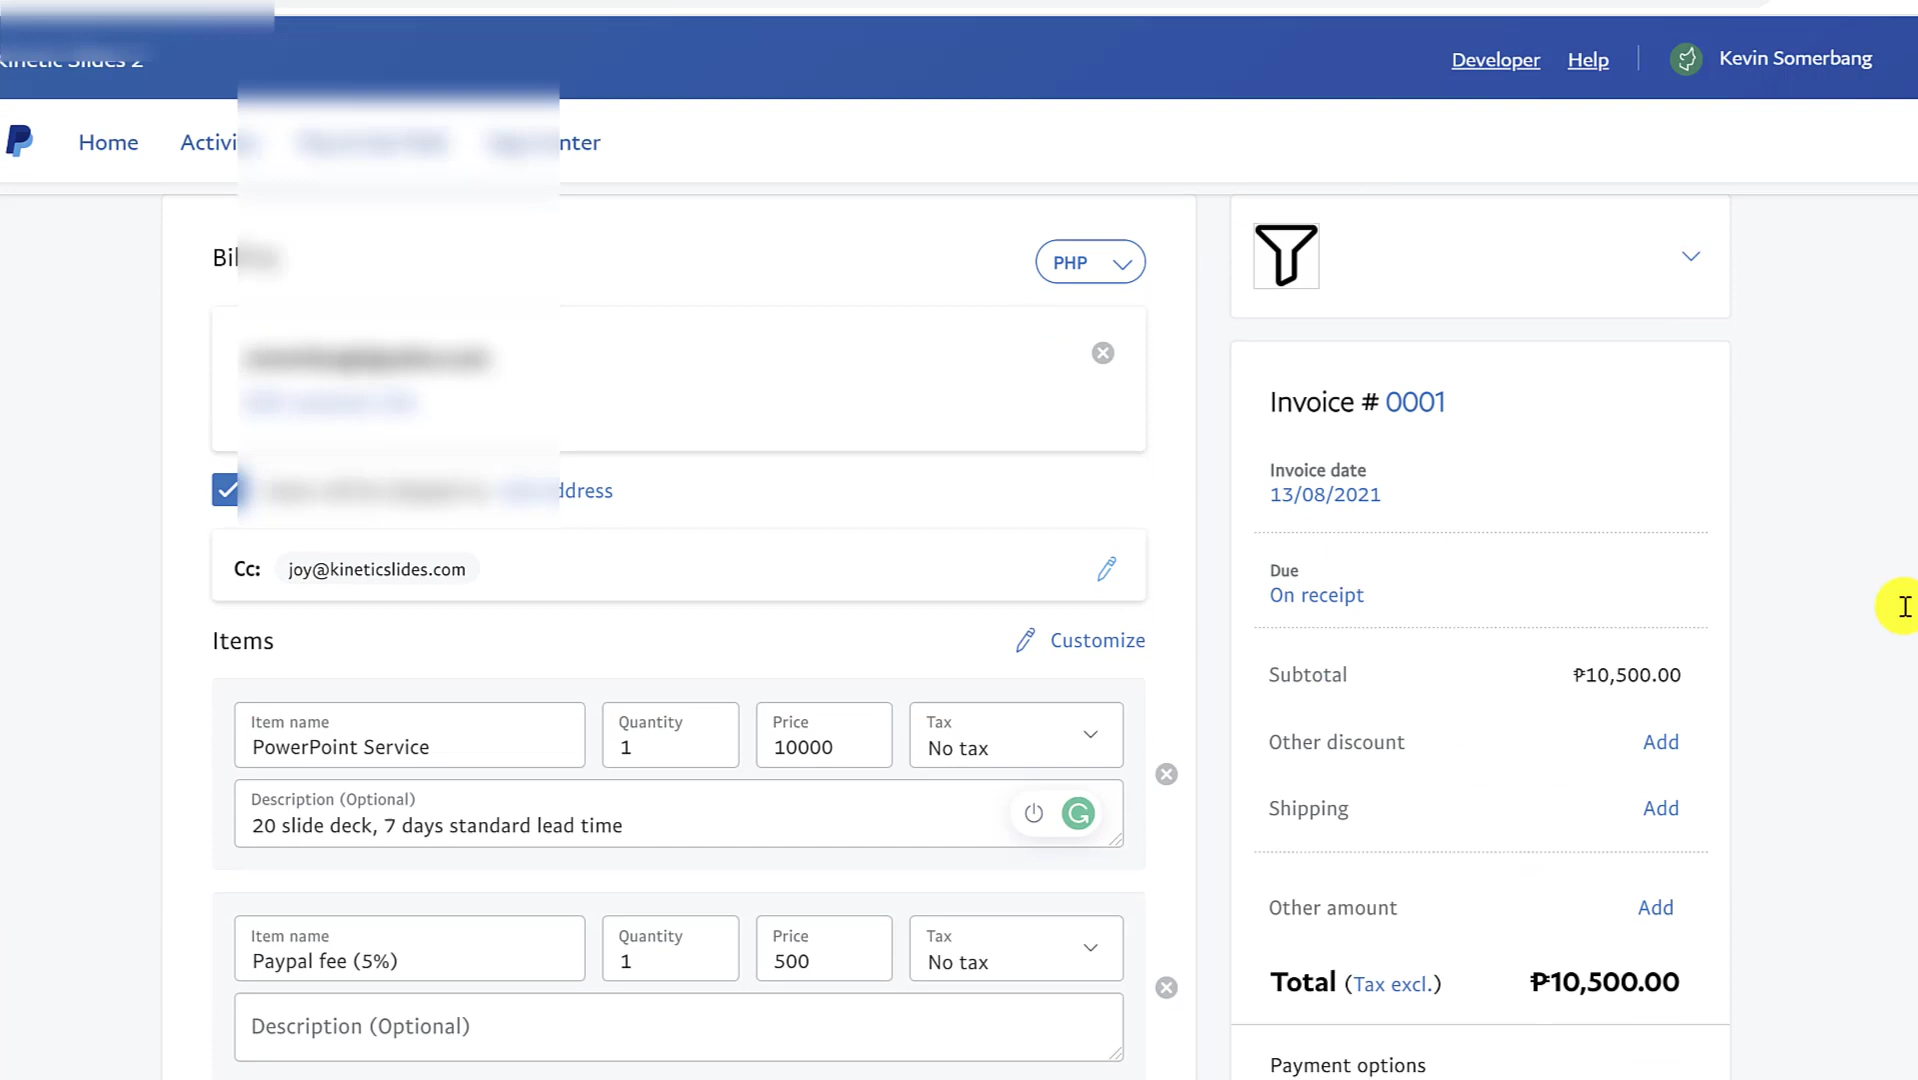 Developer Help Kevin Somerbang
Home
PHP
Cc: joy@kineticslides.com
Items Customize
Item name
PowerPoint Service
Quantity
1
Price
10000
Tax
No tax
Description (Optional)
20 slide deck, 7 days standard lead time
Item name
Paypal fee (5%)
Quantity
1
Price
500
Tax
No tax
Description (Optional)
Invoice # 0001
Invoice date
13/08/2021
Due
On receipt
Subtotal ₱10,500.00
Other discount Add
Shipping Add
Other amount Add
Total (Tax excl.) ₱10,500.00
Payment options